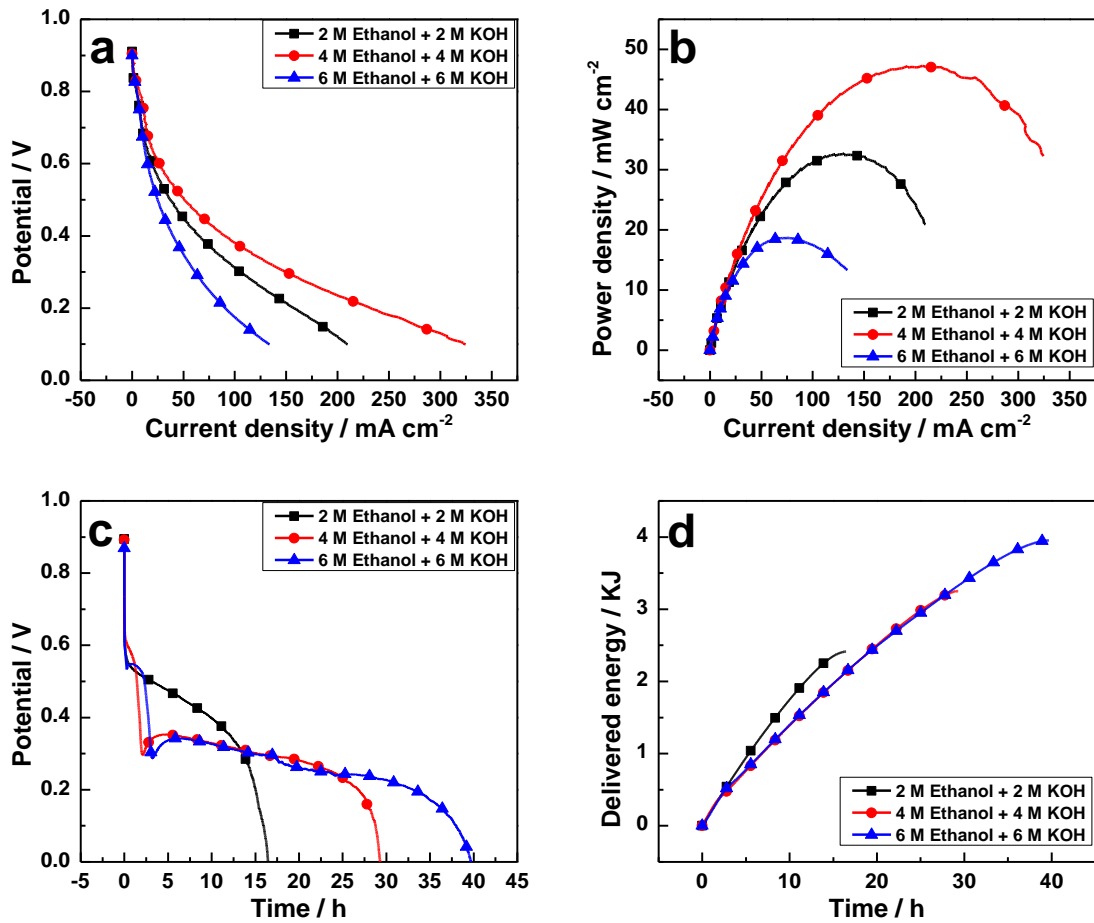 a
2 M Ethanol + 2 M KOH
4 M Ethanol + 4 M KOH
6 M Ethanol + 6 M KOH
Potential / V
1.0
0.8
0.6
0.4
0.2
0.0
-50 0 50 100 150 200 250 300 350
Current density / mA cm-2
b
Power density / mW cm-2
50
40
30
20
10
0
2 M Ethanol + 2 M KOH
4 M Ethanol + 4 M KOH
6 M Ethanol + 6 M KOH
-50 0 50 100 150 200 250 300 350
Current density / mA cm-2
c
2 M Ethanol + 2 M KOH
4 M Ethanol + 4 M KOH
6 M Ethanol + 6 M KOH
Potential / V
1.0
0.8
0.6
0.4
0.2
0.0
-5 0 5 10 15 20 25 30 35 40 45
Time / h
d
Delivered energy / KJ
4
3
2
1
0
2 M Ethanol + 2 M KOH
4 M Ethanol + 4 M KOH
6 M Ethanol + 6 M KOH
0 10 20 30 40
Time / h